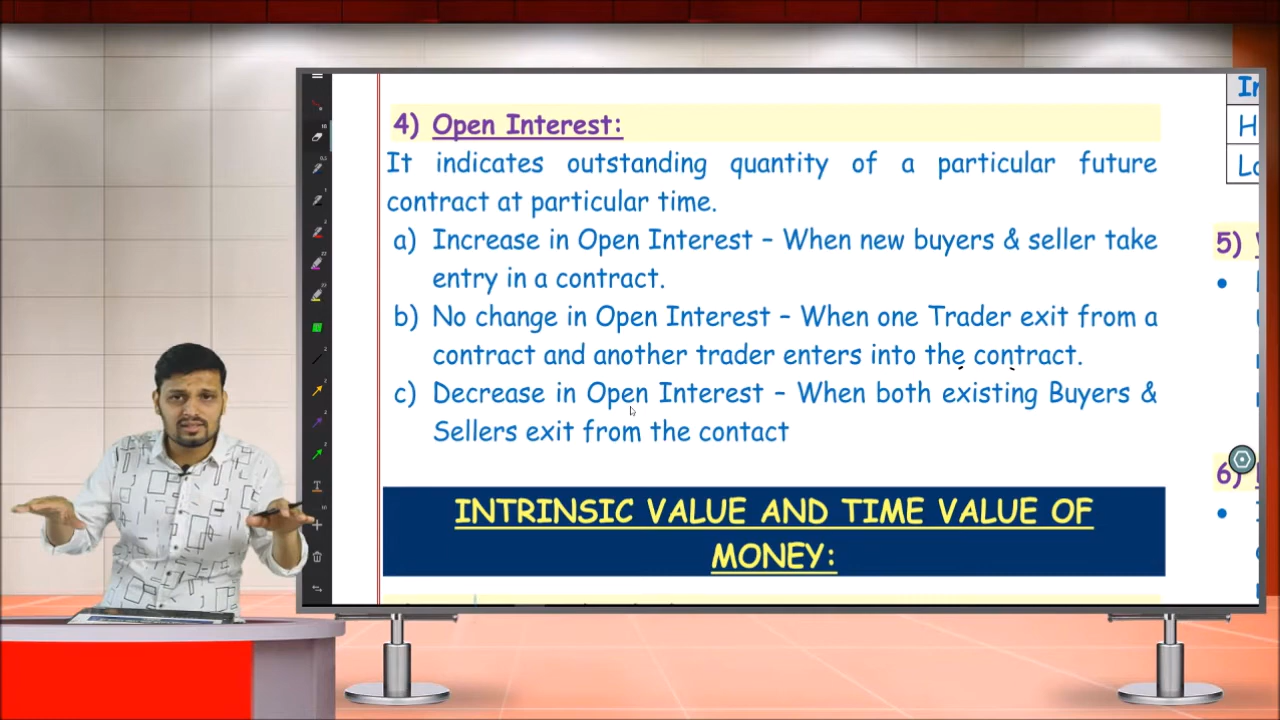 4) Open Interest:
It indicates outstanding quantity of a particular future
contract at particular time.
a) Increase in Open Interest – When new buyers & seller take
entry in a contract.
b) No change in Open Interest – When one Trader exit from a
contract and another trader enters into the contract.
c) Decrease in Open Interest – When both existing Buyers &
Sellers exit from the contact
INTRINSIC VALUE AND TIME VALUE OF
MONEY:
5)
6)